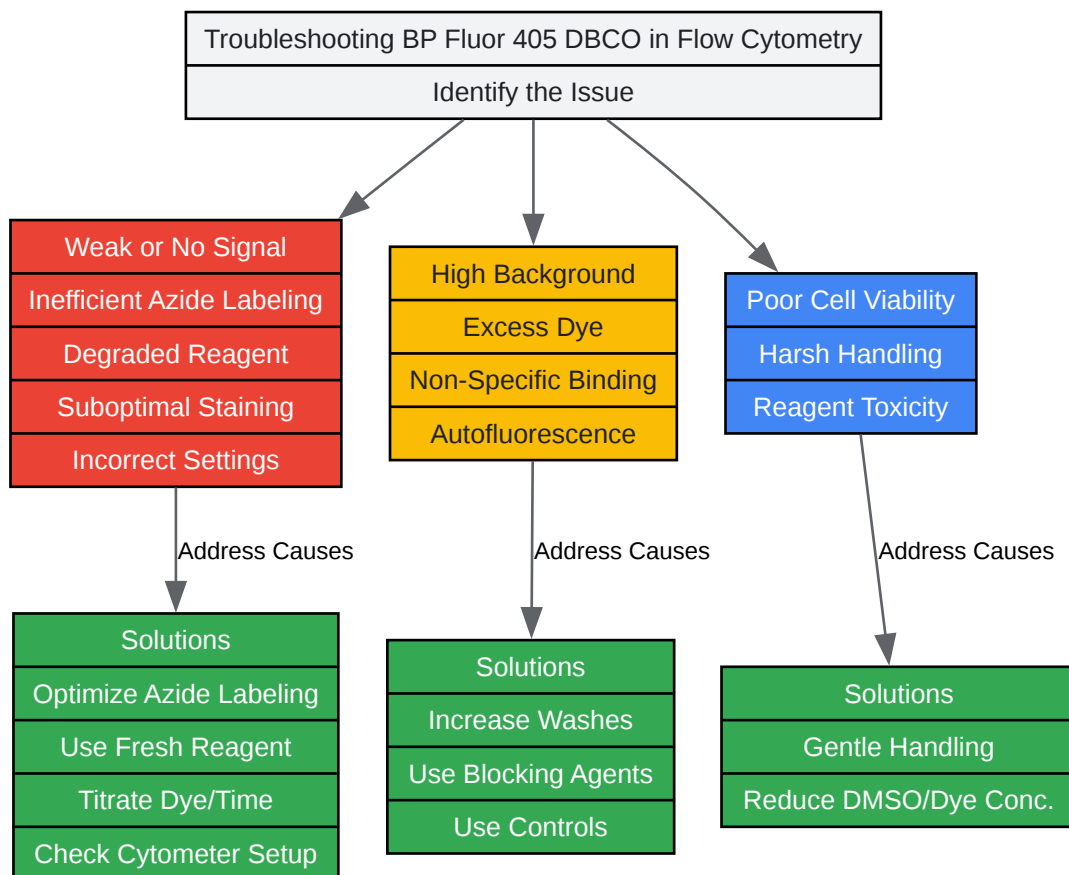 Troubleshooting BP Fluor 405 DBCO in Flow Cytometry
Identify the Issue
Weak or No Signal
Inefficient Azide Labeling
Degraded Reagent
Suboptimal Staining
Incorrect Settings
High Background
Excess Dye
Non-Specific Binding
Autofluorescence
Poor Cell Viability
Harsh Handling
Reagent Toxicity
Address Causes
Address Causes
Address Causes
Solutions
Optimize Azide Labeling
Use Fresh Reagent
Titrate Dye/Time
Check Cytometer Setup
Solutions
Increase Washes
Use Blocking Agents
Use Controls
Solutions
Gentle Handling
Reduce DMSO/Dye Conc.